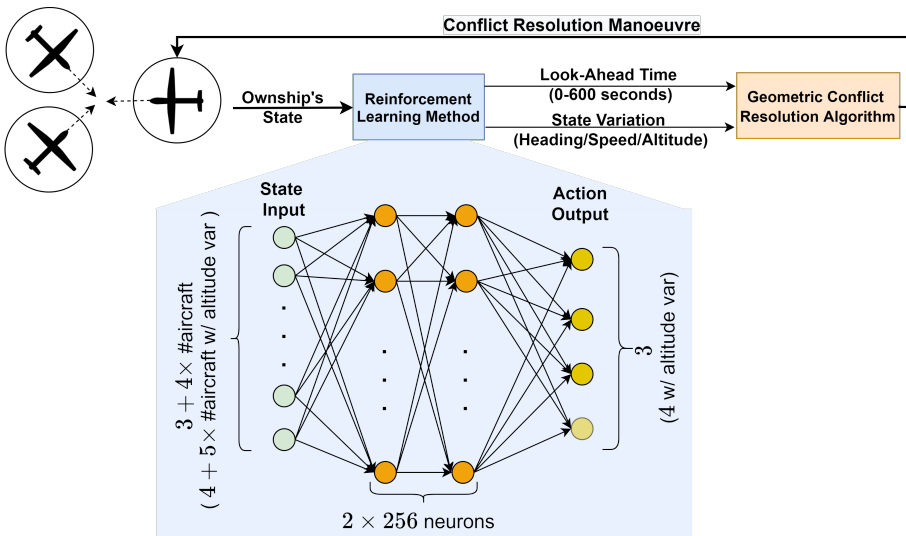 Conflict Resolution Manoeuvre
Ownship's
State
Reinforcement
Learning Method
Look-Ahead Time
(0-600 seconds)
State Variation
(Heading/Speed/Altitude)
Geometric Conflict
Resolution Algorithm
State
Input
Action
Output
3 + 4× #aircraft
( 4 + 5× #aircraft w/ altitude var )
3
(4 w/ altitude var)
2 × 256 neurons